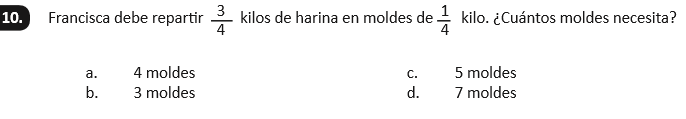 10. Francisca debe repartir 3/4 kilos de harina en moldes de 1/4 kilo. ¿Cuántos moldes necesita?
a. 4 moldes c. 5 moldes
b. 3 moldes d. 7 moldes